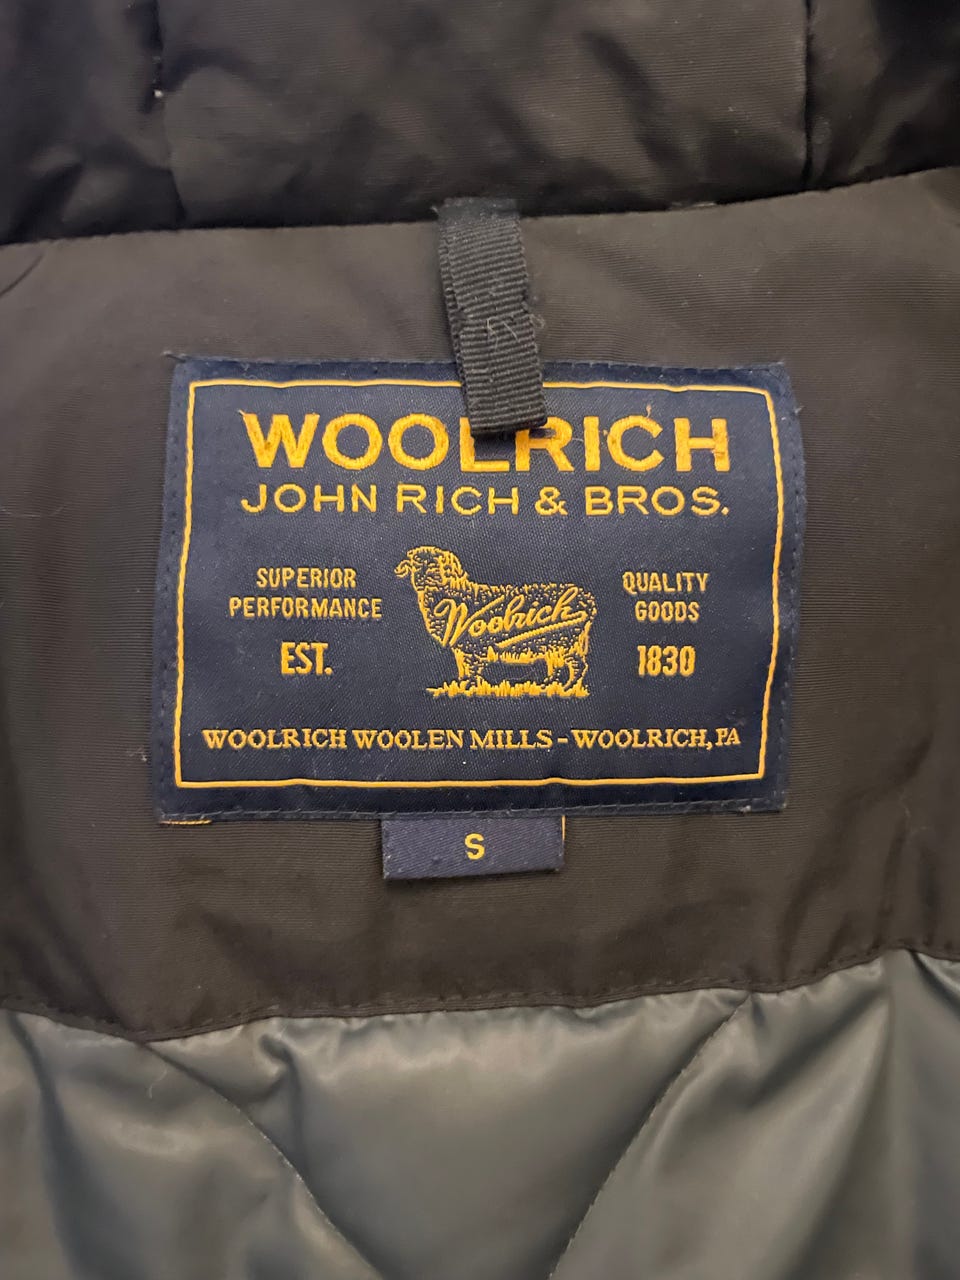 WOOLRICH
JOHN RICH & BROS.
SUPERIOR
PERFORMANCE
EST.
Woolrich
QUALITY
GOODS
1830
WOOLRICH WOOLEN MILLS - WOOLRICH, PA
S